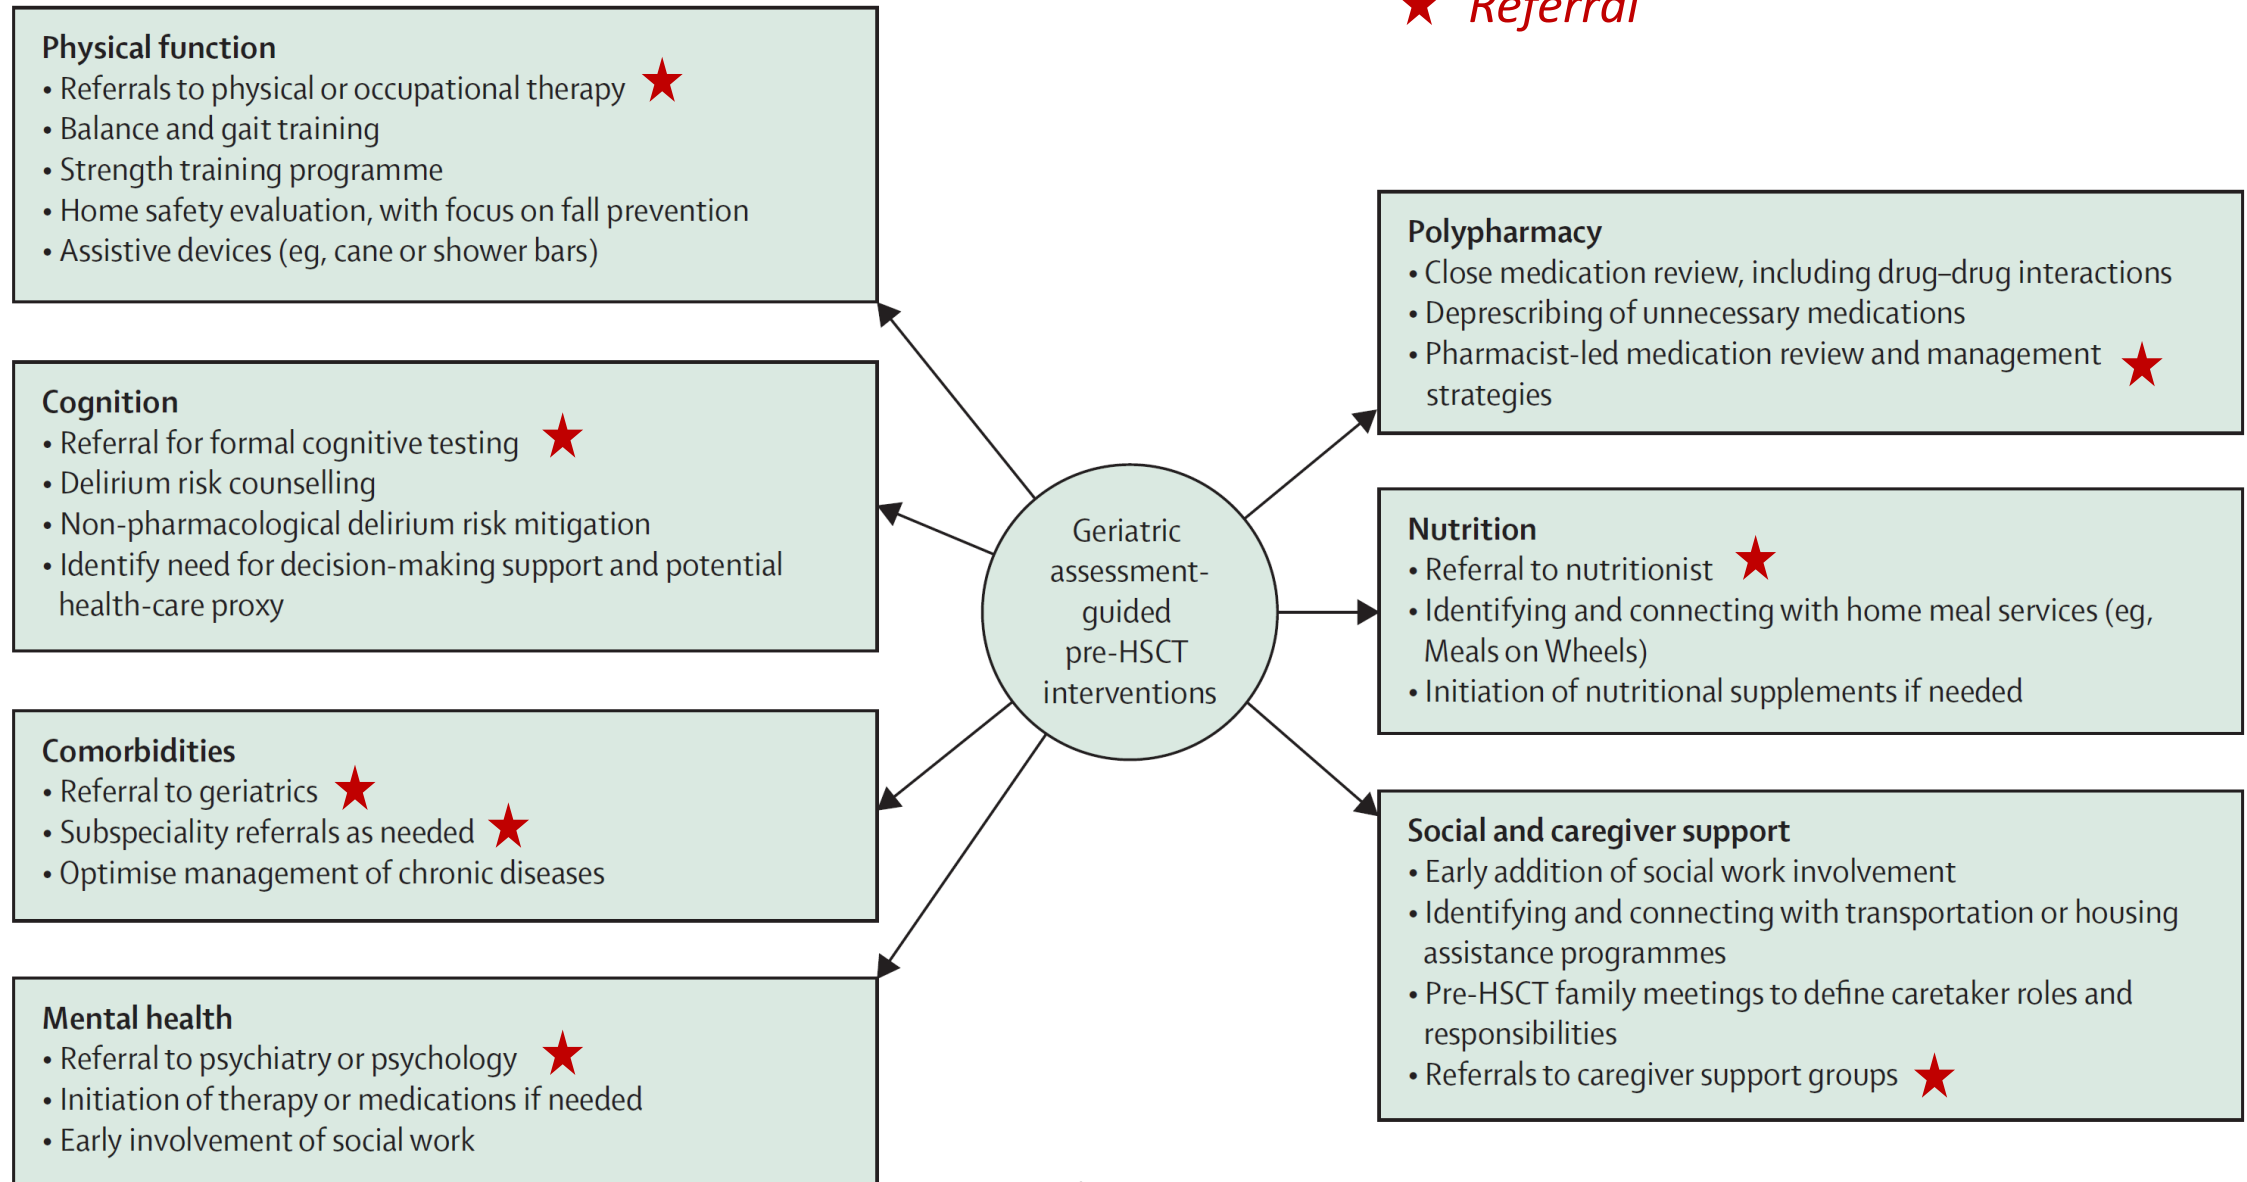 ★ Referral
Physical function
• Referrals to physical or occupational therapy ★
• Balance and gait training
• Strength training programme
• Home safety evaluation, with focus on fall prevention
• Assistive devices (eg, cane or shower bars)
Cognition
• Referral for formal cognitive testing ★
• Delirium risk counselling
• Non-pharmacological delirium risk mitigation
• Identify need for decision-making support and potential
health-care proxy
Comorbidities
• Referral to geriatrics ★
• Subspeciality referrals as needed ★
• Optimise management of chronic diseases
Mental health
• Referral to psychiatry or psychology ★
• Initiation of therapy or medications if needed
• Early involvement of social work
Geriatric
assessment-
guided
pre-HSCT
interventions
Polypharmacy
• Close medication review, including drug–drug interactions
• Deprescribing of unnecessary medications
• Pharmacist-led medication review and management ★
strategies
Nutrition
• Referral to nutritionist ★
• Identifying and connecting with home meal services (eg,
Meals on Wheels)
• Initiation of nutritional supplements if needed
Social and caregiver support
• Early addition of social work involvement
• Identifying and connecting with transportation or housing
assistance programmes
• Pre-HSCT family meetings to define caretaker roles and
responsibilities
• Referrals to caregiver support groups ★